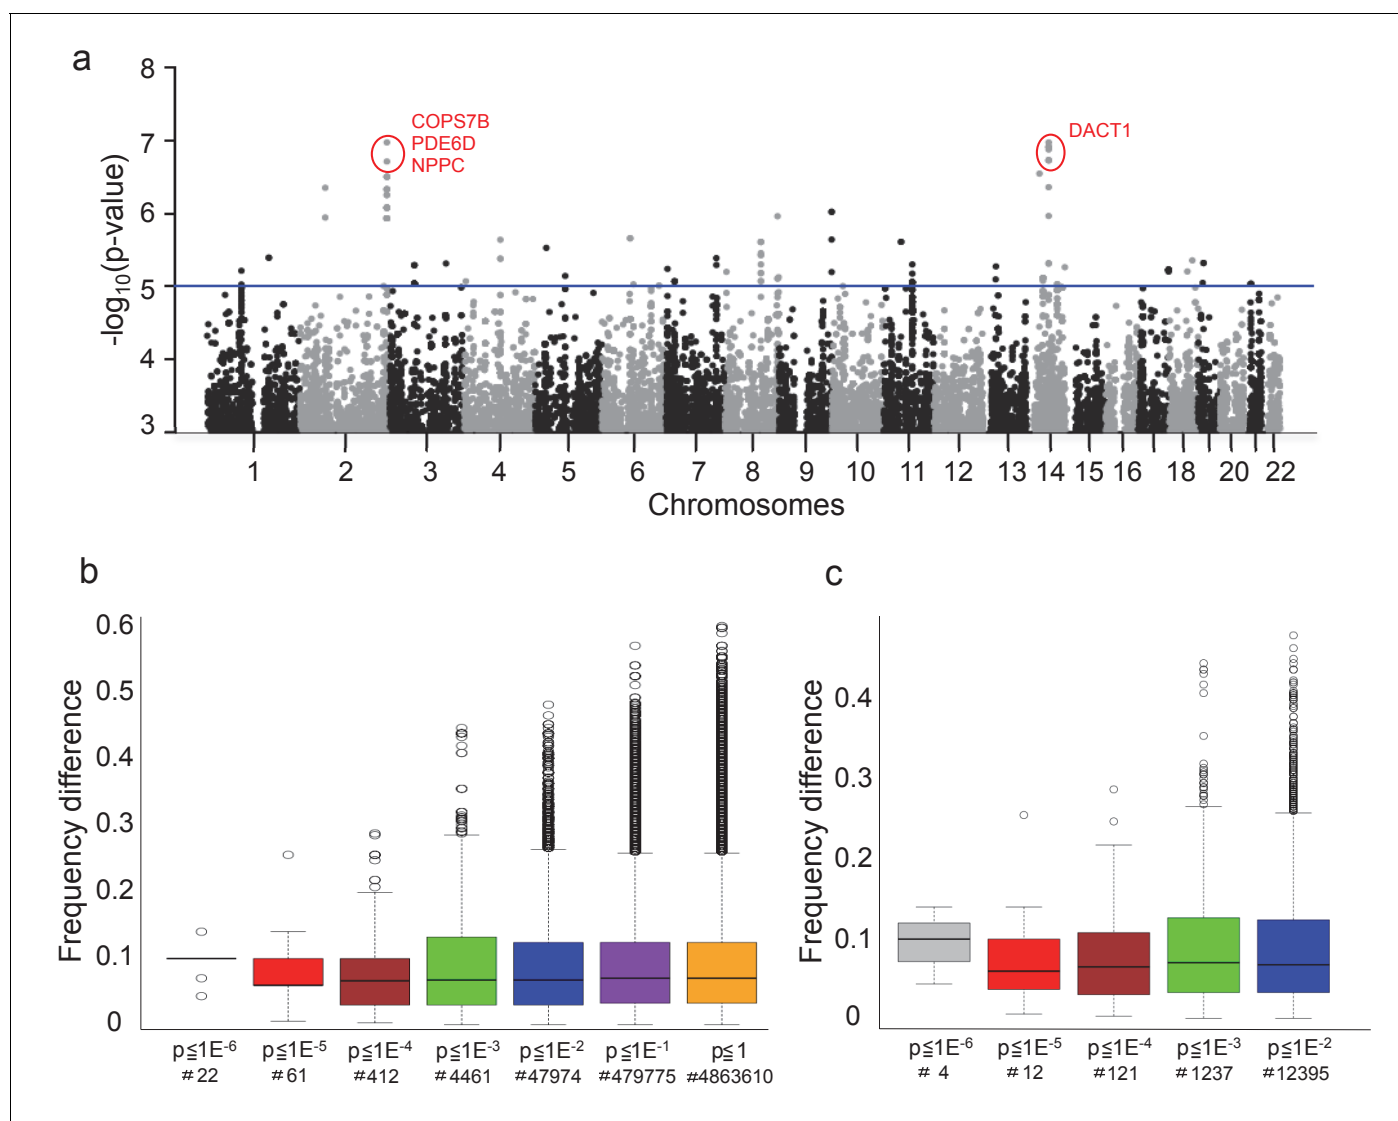 a
8
7
6
5
4
3
-log10(p-value)
COPS7B
PDE6D
NPPC
DACT1
1 2 3 4 5 6 7 8 9 10 11 12 13 14 15 16 18 20 22
Chromosomes
b
Frequency difference
0.6
0.5
0.4
0.3
0.2
0.1
0
p≦1E-6 p≦1E-5 p≦1E-4 p≦1E-3 p≦1E-2 p≦1E-1 p≦1
#22 #61 #412 #4461 #47974 #479775 #4863610
c
Frequency difference
0.4
0.3
0.2
0.1
0
p≦1E-6 p≦1E-5 p≦1E-4 p≦1E-3 p≦1E-2
# 4 # 12 #121 #1237 #12395